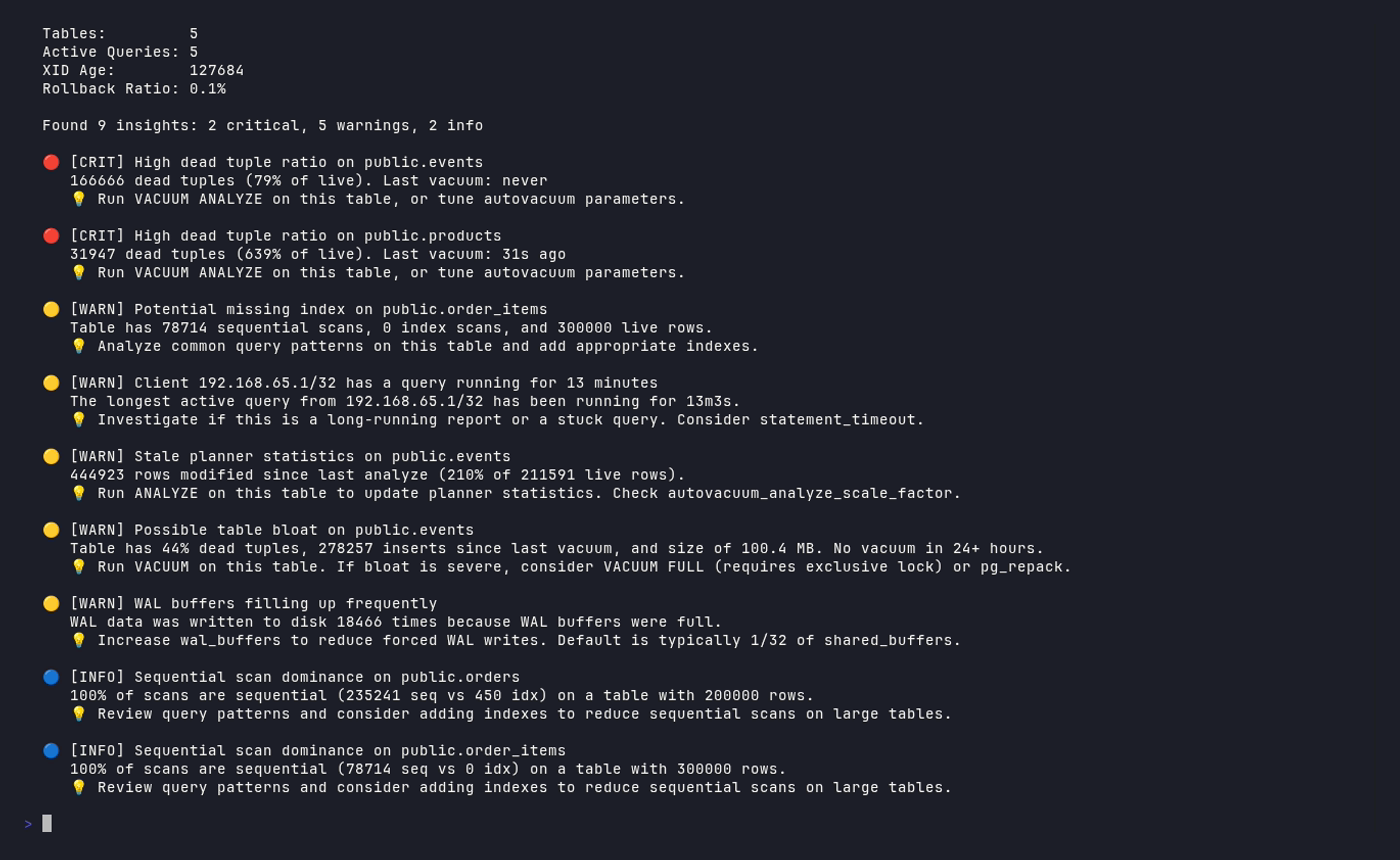 Tables:         5
Active Queries: 5
XID Age:        127684
Rollback Ratio: 0.1%
Found 9 insights: 2 critical, 5 warnings, 2 info
🔴 [CRIT] High dead tuple ratio on public.events
166666 dead tuples (79% of live). Last vacuum: never
💡 Run VACUUM ANALYZE on this table, or tune autovacuum parameters.
🔴 [CRIT] High dead tuple ratio on public.products
31947 dead tuples (639% of live). Last vacuum: 31s ago
💡 Run VACUUM ANALYZE on this table, or tune autovacuum parameters.
🟡 [WARN] Potential missing index on public.order_items
Table has 78714 sequential scans, 0 index scans, and 300000 live rows.
💡 Analyze common query patterns on this table and add appropriate indexes.
🟡 [WARN] Client 192.168.65.1/32 has a query running for 13 minutes
The longest active query from 192.168.65.1/32 has been running for 13m3s.
💡 Investigate if this is a long-running report or a stuck query. Consider statement_timeout.
🟡 [WARN] Stale planner statistics on public.events
444923 rows modified since last analyze (210% of 211591 live rows).
💡 Run ANALYZE on this table to update planner statistics. Check autovacuum_analyze_scale_factor.
🟡 [WARN] Possible table bloat on public.events
Table has 44% dead tuples, 278257 inserts since last vacuum, and size of 100.4 MB. No vacuum in 24+ hours.
💡 Run VACUUM on this table. If bloat is severe, consider VACUUM FULL (requires exclusive lock) or pg_repack.
🟡 [WARN] WAL buffers filling up frequently
WAL data was written to disk 18466 times because WAL buffers were full.
💡 Increase wal_buffers to reduce forced WAL writes. Default is typically 1/32 of shared_buffers.
🔵 [INFO] Sequential scan dominance on public.orders
100% of scans are sequential (235241 seq vs 450 idx) on a table with 200000 rows.
💡 Review query patterns and consider adding indexes to reduce sequential scans on large tables.
🔵 [INFO] Sequential scan dominance on public.order_items
100% of scans are sequential (78714 seq vs 0 idx) on a table with 300000 rows.
💡 Review query patterns and consider adding indexes to reduce sequential scans on large tables.
>